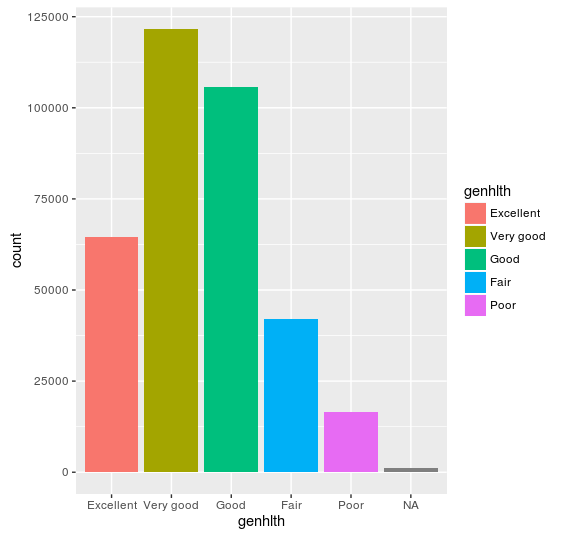 125000
100000
75000
50000
25000
0
count
Excellent Very good Good Fair Poor NA
genhlth
genhlth
Excellent
Very good
Good
Fair
Poor